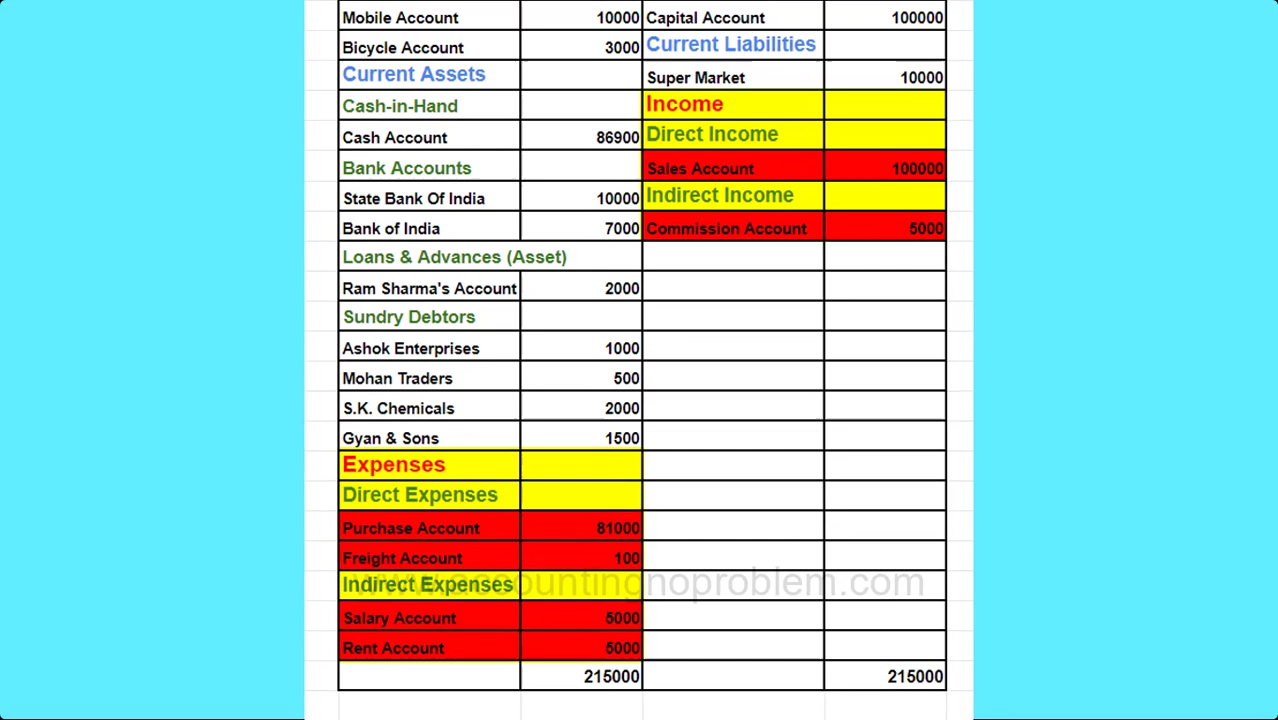 Mobile Account 10000 Capital Account 100000
Bicycle Account 3000 Current Liabilities
Current Assets Super Market 10000
Cash-in-Hand Income
Cash Account 86900 Direct Income
Bank Accounts Sales Account 100000
State Bank Of India 10000 Indirect Income
Bank of India 7000 Commission Account 5000
Loans & Advances (Asset)
Ram Sharma's Account 2000
Sundry Debtors
Ashok Enterprises 1000
Mohan Traders 500
S.K. Chemicals 2000
Gyan & Sons 1500
Expenses
Direct Expenses
Purchase Account 81000
Freight Account 100
Indirect Expenses
www.accountingnoproblem.com
Salary Account 5000
Rent Account 5000
215000 215000